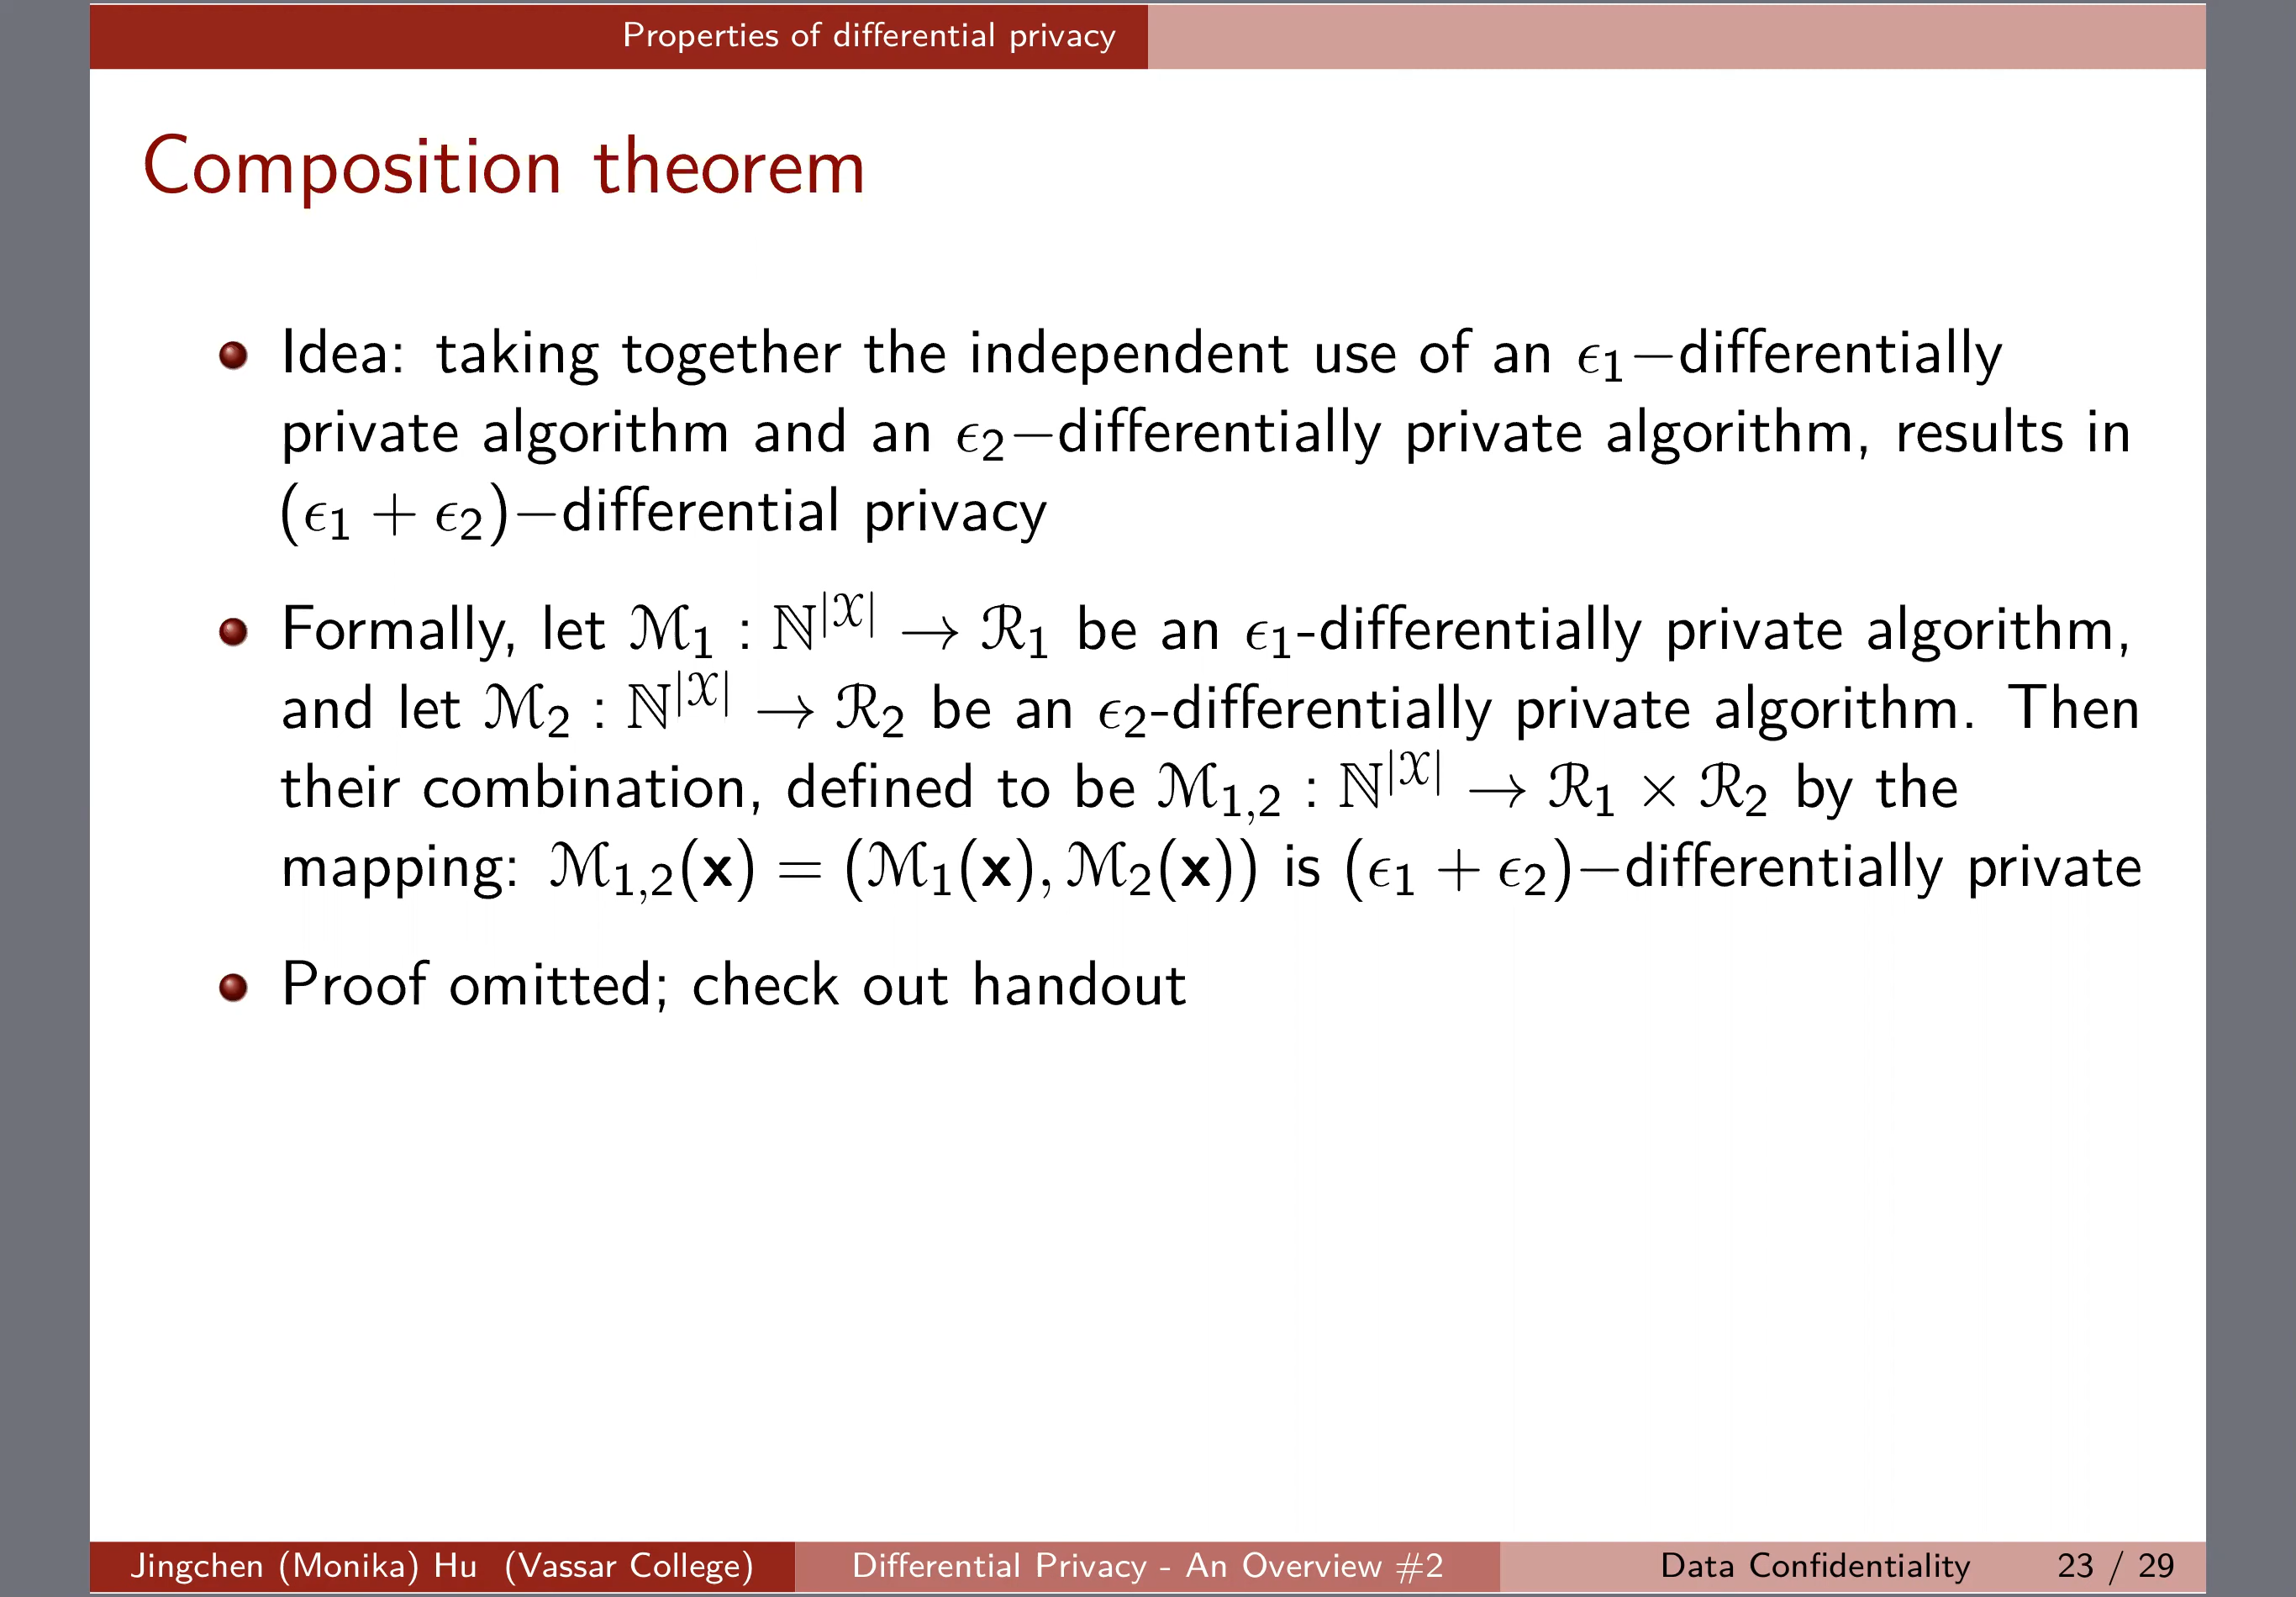 Properties of differential privacy
Composition theorem
Idea: taking together the independent use of an ϵ₁−differentially
private algorithm and an ϵ₂−differentially private algorithm, results in
(ϵ₁ + ϵ₂)−differential privacy
Formally, let ℳ₁ : ℕ^|𝒳| → ℛ₁ be an ϵ₁-differentially private algorithm,
and let ℳ₂ : ℕ^|𝒳| → ℛ₂ be an ϵ₂-differentially private algorithm. Then
their combination, defined to be ℳ₁,₂ : ℕ^|𝒳| → ℛ₁ × ℛ₂ by the
mapping: ℳ₁,₂(𝐱) = (ℳ₁(𝐱), ℳ₂(𝐱)) is (ϵ₁ + ϵ₂)−differentially private
Proof omitted; check out handout
Jingchen (Monika) Hu (Vassar College) Differential Privacy - An Overview #2 Data Confidentiality 23 / 29